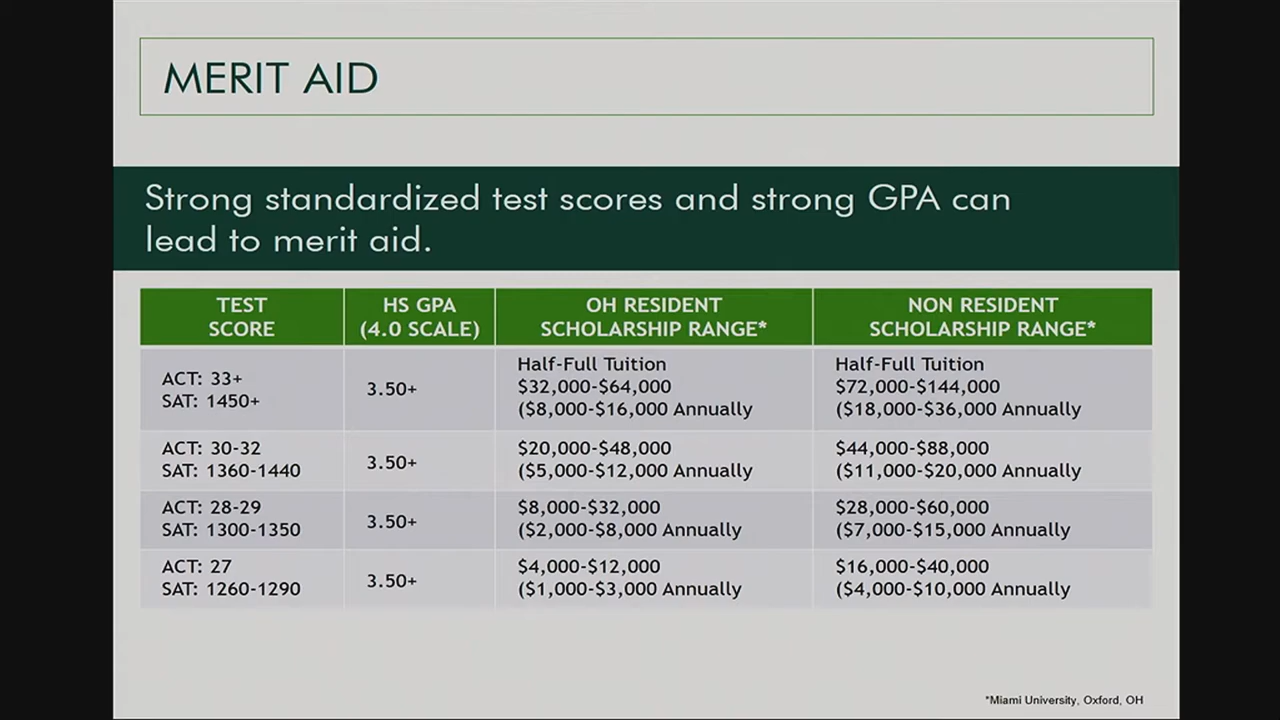 MERIT AID
Strong standardized test scores and strong GPA can
lead to merit aid.
TEST
SCORE
HS GPA
(4.0 SCALE)
OH RESIDENT
SCHOLARSHIP RANGE*
NON RESIDENT
SCHOLARSHIP RANGE*
ACT: 33+
SAT: 1450+
3.50+
Half-Full Tuition
$32,000-$64,000
($8,000-$16,000 Annually
Half-Full Tuition
$72,000-$144,000
($18,000-$36,000 Annually
ACT: 30-32
SAT: 1360-1440
3.50+
$20,000-$48,000
($5,000-$12,000 Annually
$44,000-$88,000
($11,000-$20,000 Annually
ACT: 28-29
SAT: 1300-1350
3.50+
$8,000-$32,000
($2,000-$8,000 Annually
$28,000-$60,000
($7,000-$15,000 Annually
ACT: 27
SAT: 1260-1290
3.50+
$4,000-$12,000
($1,000-$3,000 Annually
$16,000-$40,000
($4,000-$10,000 Annually
*Miami University, Oxford, OH